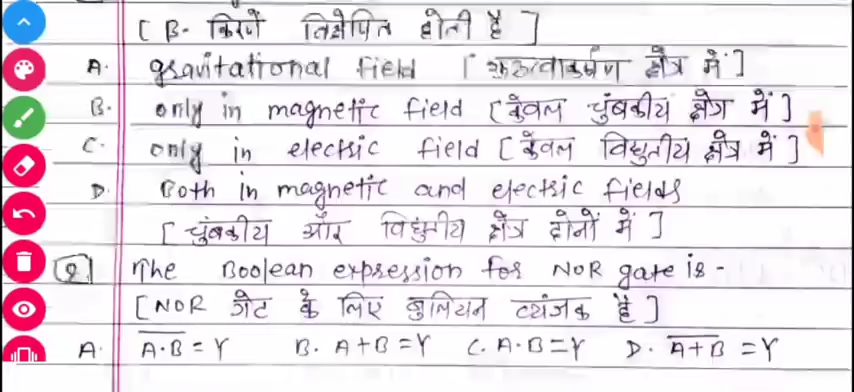 [ B- किरणें विक्षेपित होती है ]
A. gravitational field [ गुरुत्वाकर्षण क्षेत्र में ]
B. only in magnetic field [ केवल चुंबकीय क्षेत्र में ]
C. only in electric field [ केवल विधुतीय क्षेत्र में ]
D. Both in magnetic and electric fields
[ चुंबकीय और विधुतीय क्षेत्र दोनों में ]
2] The Boolean expression for NOR gate is -
[ NOR गेट के लिए बुलियन व्यंजक है ]
A. A̅·̅B̅ = Y B. A+B = Y C. A·B = Y D. A̅+̅B̅ = Y